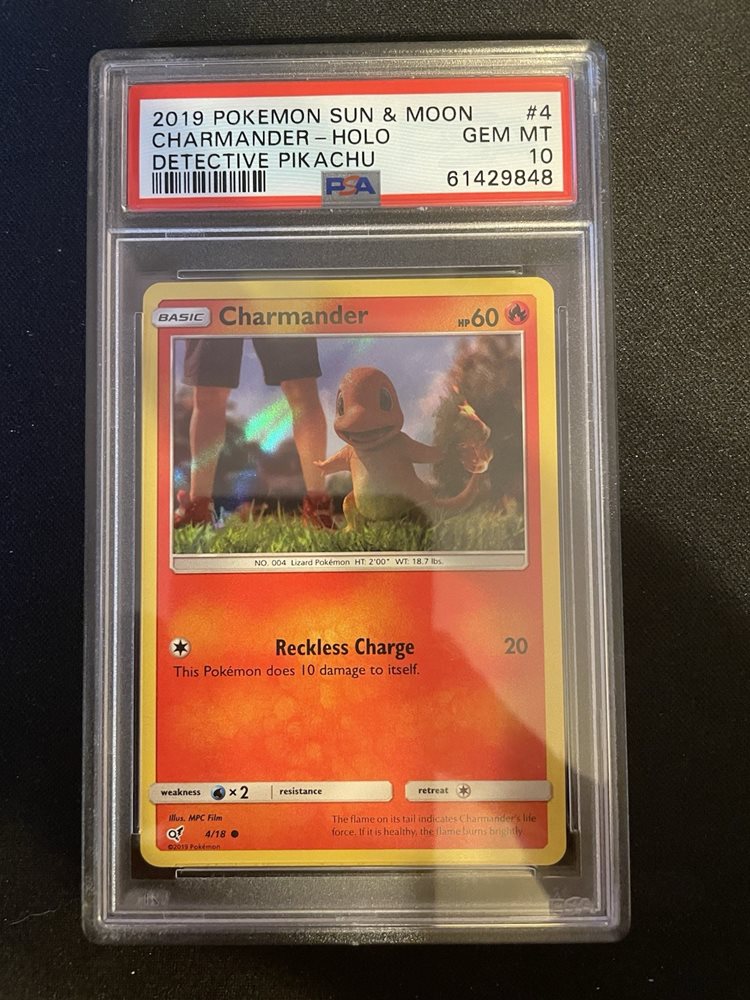 2019 POKEMON SUN & MOON #4
CHARMANDER - HOLO GEM MT
DETECTIVE PIKACHU 10
PSA 61429848
BASIC Charmander HP60
NO. 004 Lizard Pokémon HT: 2'00" WT: 18.7 lbs.
Reckless Charge 20
This Pokémon does 10 damage to itself.
weakness ×2 resistance retreat
Illus. MPC Film
The flame on its tail indicates Charmander's life
force. If it is healthy, the flame burns brightly.
4/18
©2019 Pokémon
PSA